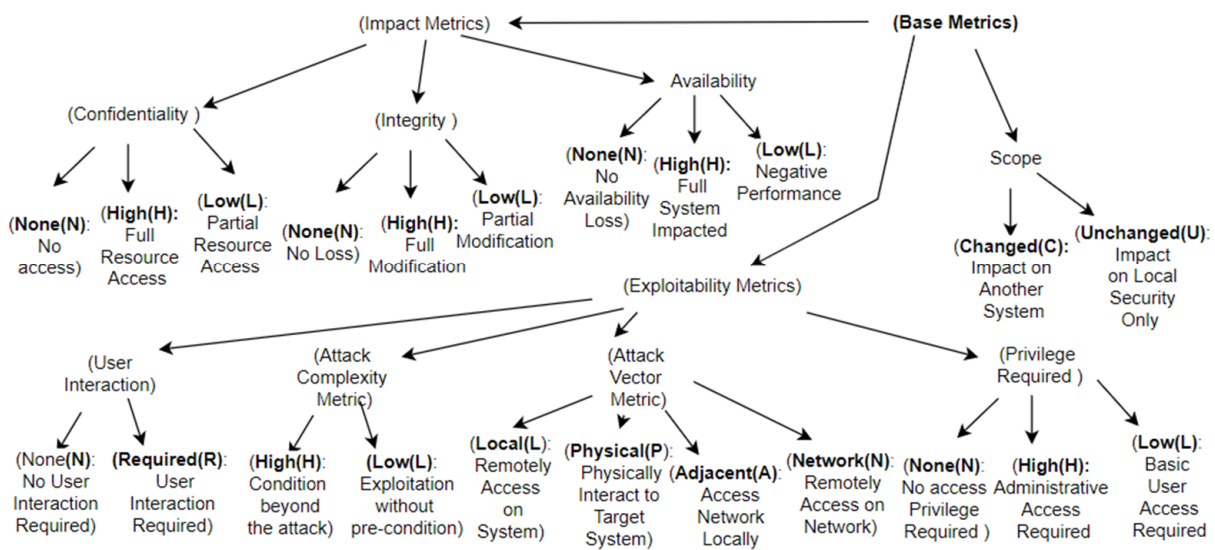 (Impact Metrics)
(Base Metrics)
Availability
(Confidentiality )
(Integrity )
Scope
(None(N):
No
access)
(High(H):
Full
Resource
Access
(Low(L):
Partial
Resource
Access
(None(N):
No Loss)
(High(H):
Full
Modification
(Low(L):
Partial
Modification
(None(N):
No
Availability
Loss)
(High(H):
Full
System
Impacted
(Low(L):
Negative
Performance
(Changed(C):
Impact on
Another
System
(Unchanged(U):
Impact
on Local
Security
Only
(Exploitability Metrics)
(User
Interaction)
(Attack
Complexity
Metric)
(Attack
Vector
Metric)
(Privilege
Required )
(None(N):
No User
Interaction
Required)
(Required(R):
User
Interaction
Required)
(High(H):
Condition
beyond
the attack)
(Low(L):
Exploitation
without
pre-condition)
(Local(L):
Remotely
Access
on
System)
(Physical(P):
Physically
Interact to
Target
System)
(Adjacent(A):
Access
Network
Locally
(Network(N):
Remotely
Access on
Network)
(None(N):
No access
Privilege
Required )
(High(H):
Administrative
Access
Required
(Low(L):
Basic
User
Access
Required